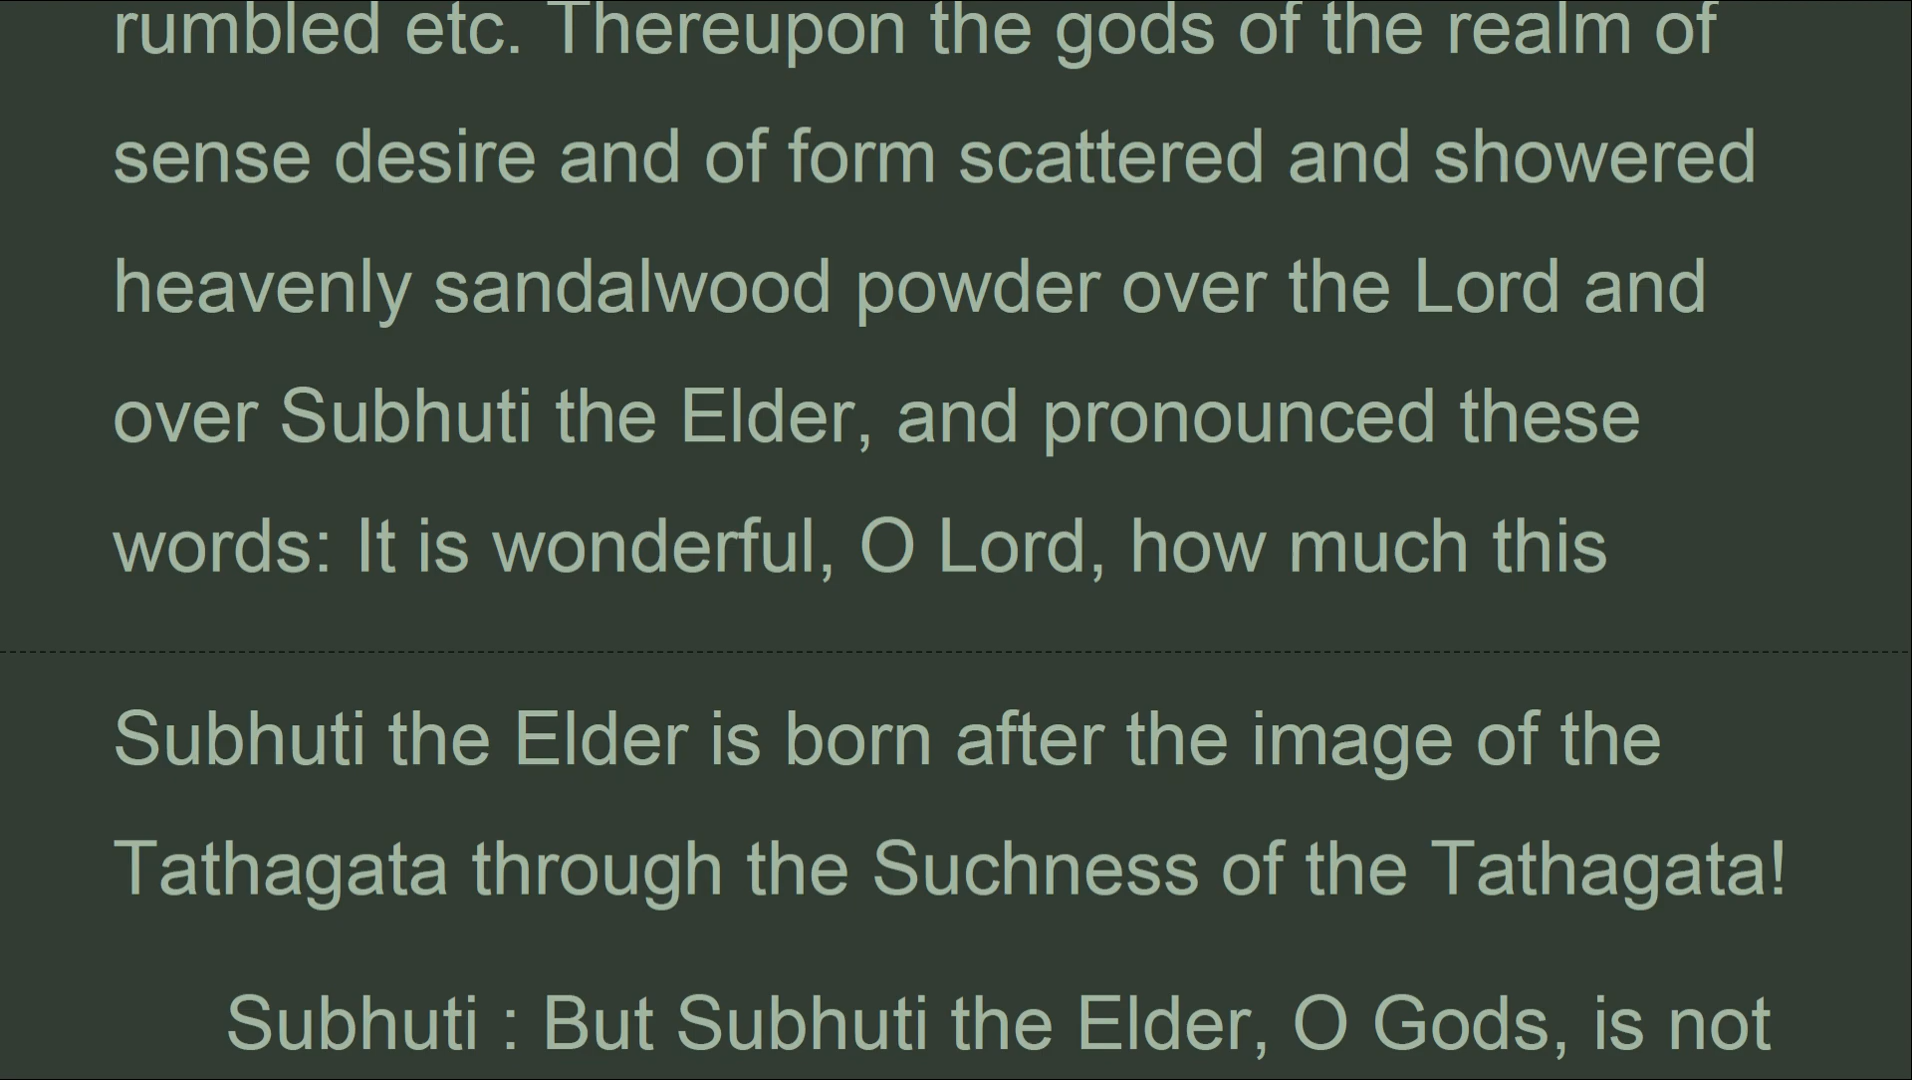 rumbled etc. Thereupon the gods of the realm of
sense desire and of form scattered and showered
heavenly sandalwood powder over the Lord and
over Subhuti the Elder, and pronounced these
words: It is wonderful, O Lord, how much this
Subhuti the Elder is born after the image of the
Tathagata through the Suchness of the Tathagata!
Subhuti : But Subhuti the Elder, O Gods, is not